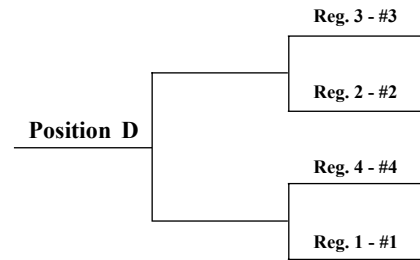 Reg. 3 - #3
Reg. 2 - #2
Position D
Reg. 4 - #4
Reg. 1 - #1